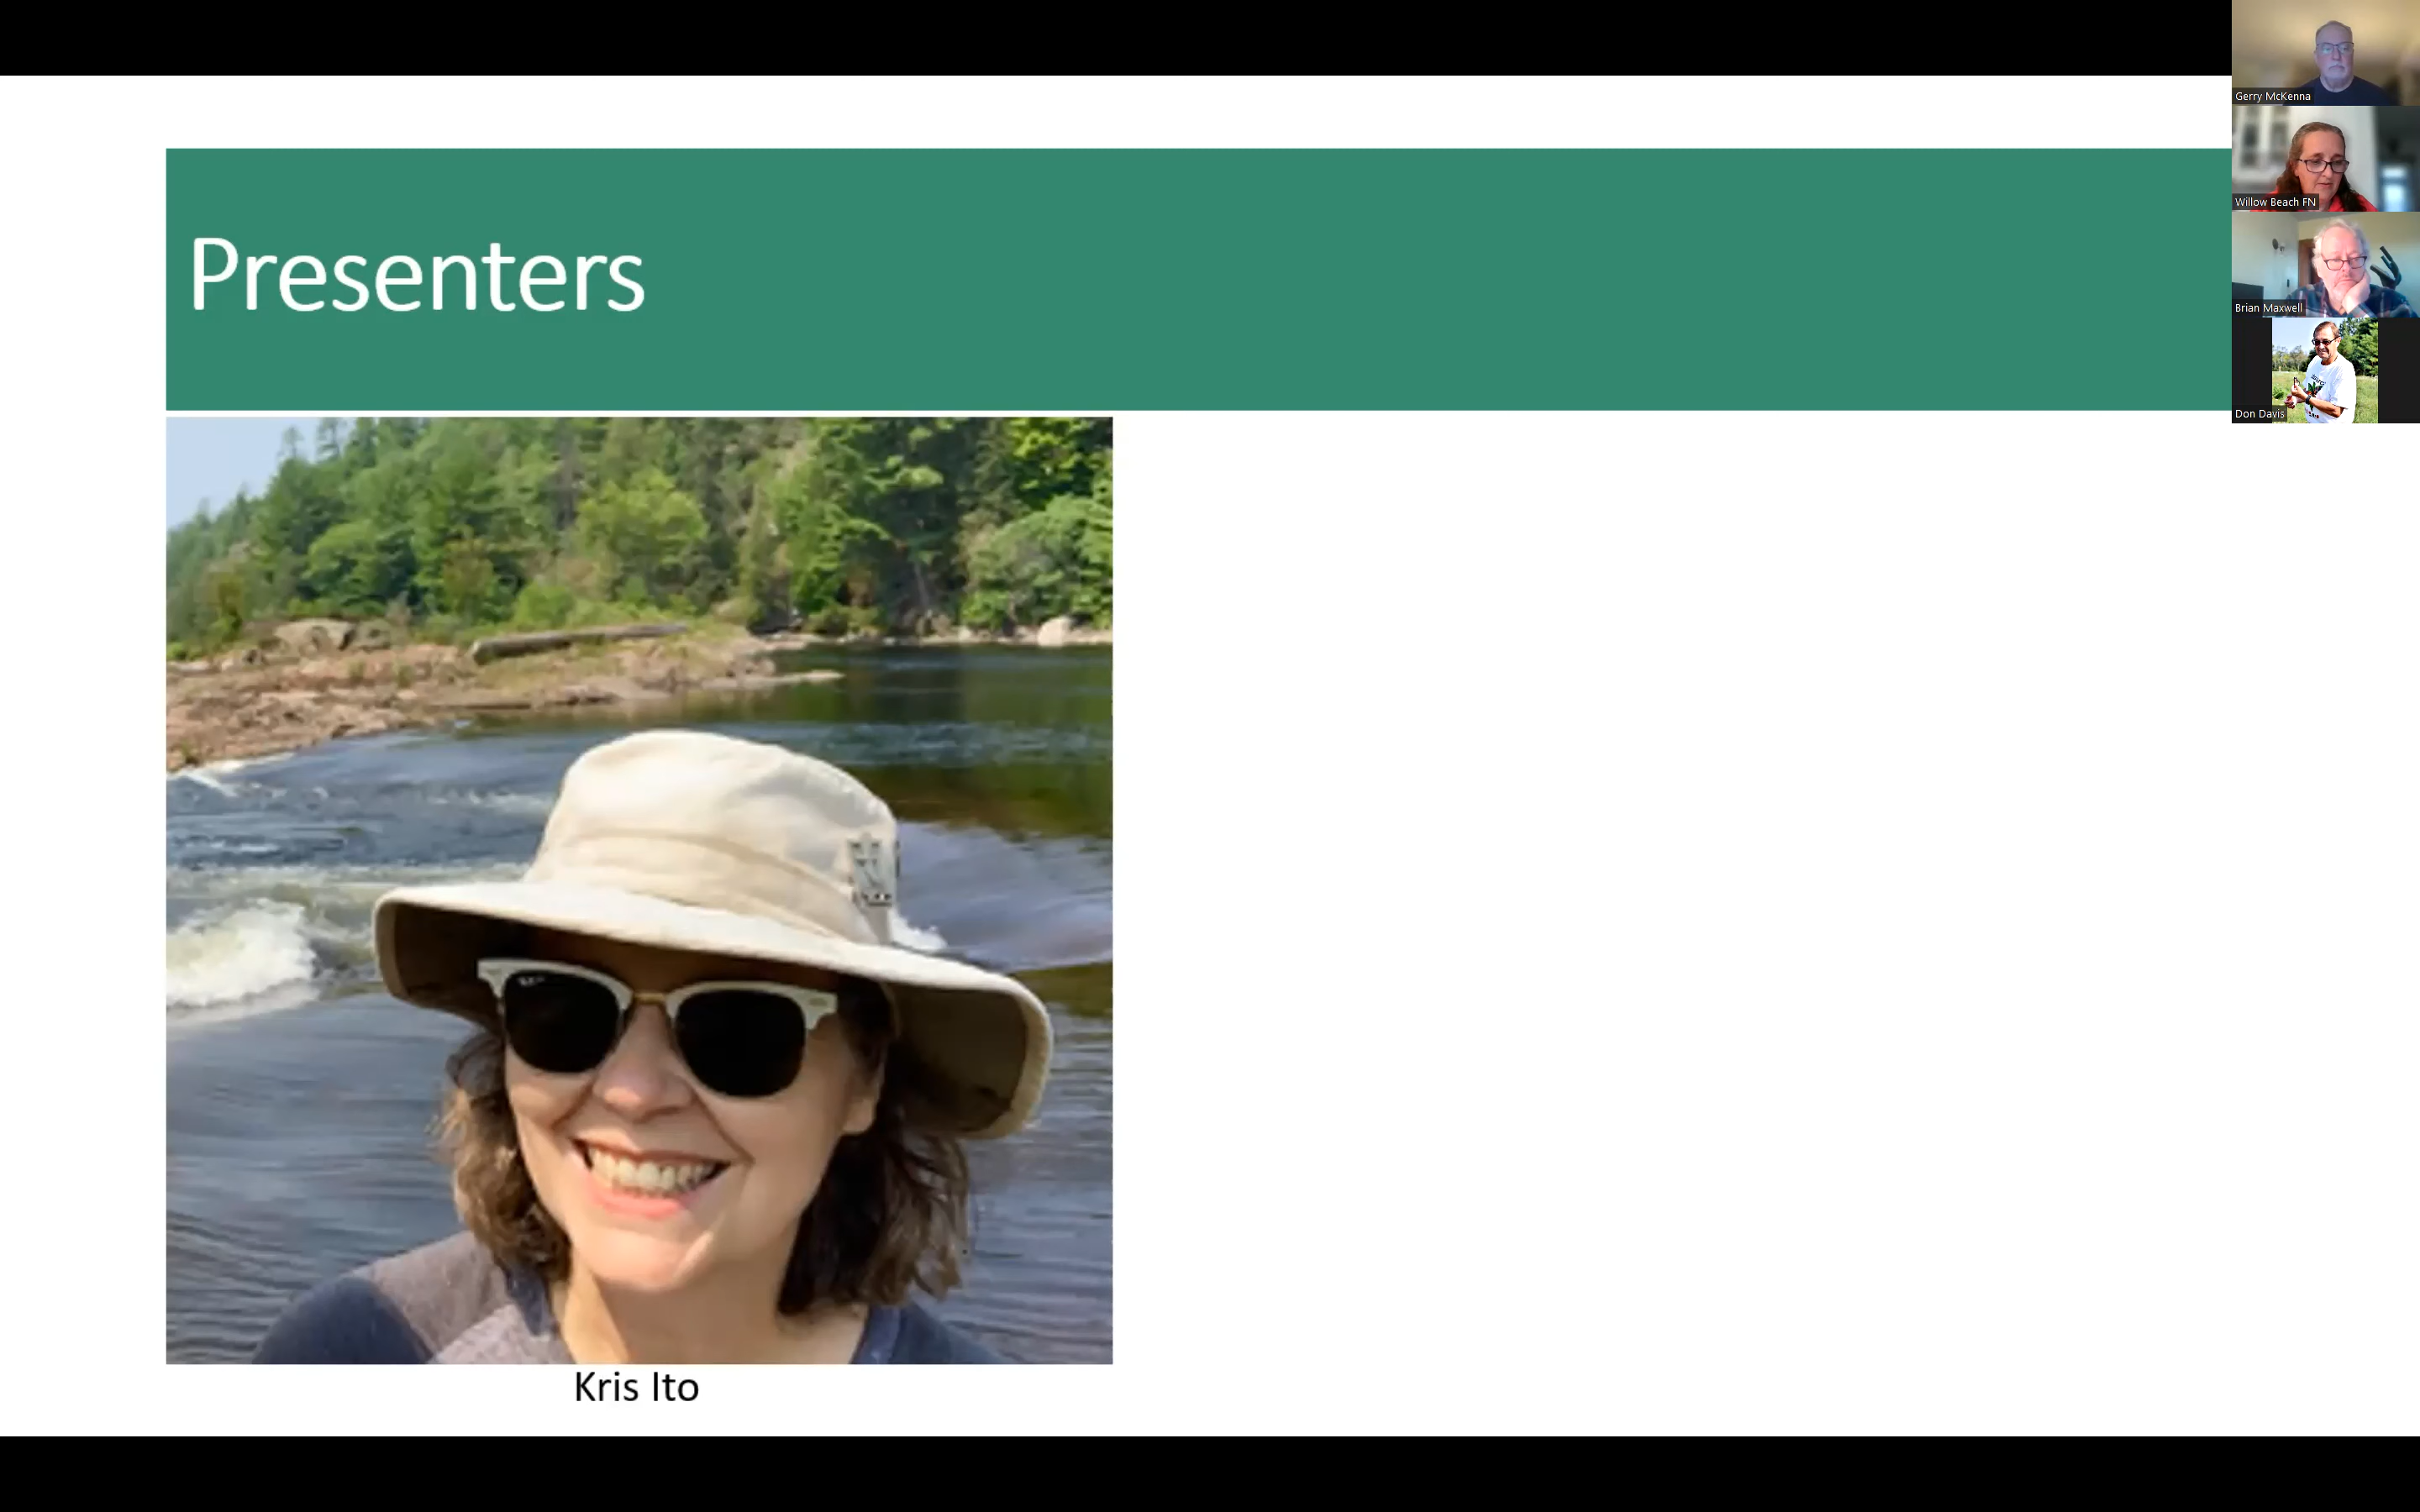 Presenters
Kris Ito
Gerry McKenna
Willow Beach FN
Brian Maxwell
Don Davis